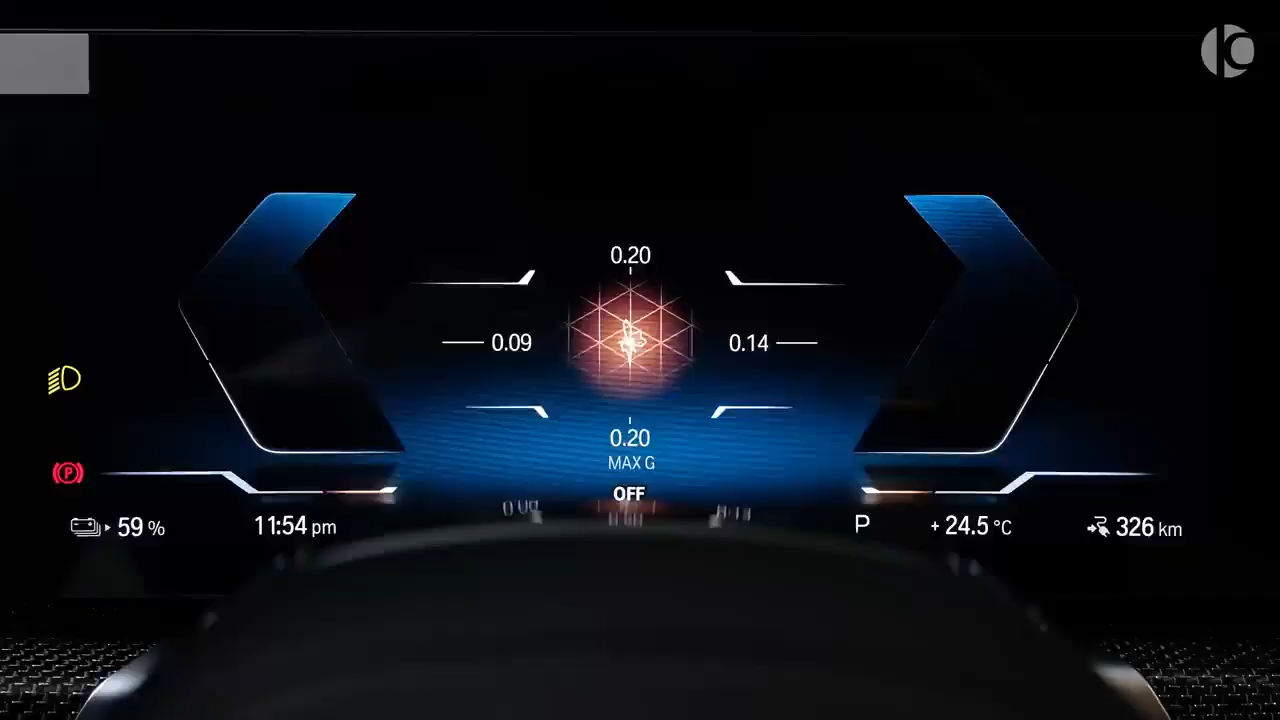 0.20
0.09
0.14
0.20
MAX G
OFF
P
59 %
11:54 pm
P
+ 24.5 °C
326 km